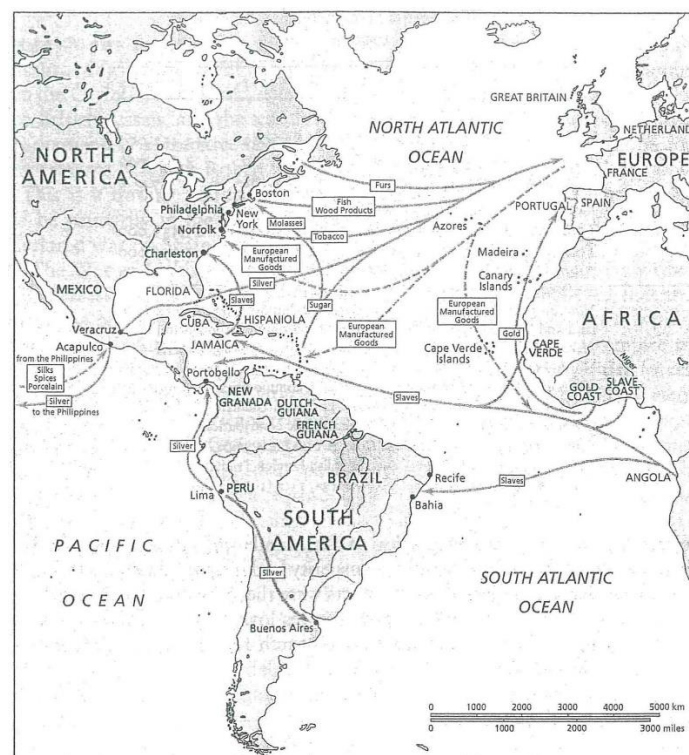 GREAT BRITAIN
NORTH ATLANTIC
OCEAN
NETHERLAND
NORTH
AMERICA
EUROPE
FRANCE
Furs
Boston
Fish
Wood Products
PORTUGAL
SPAIN
Philadelphia
New
York
Molasses
Azores
Norfolk
Tobacco
Madeira
Charleston
European
Manufactured
Goods
Canary
Islands
MEXICO
FLORIDA
Silver
Slaves
Sugar
European
Manufactured
Goods
European
Manufactured
Goods
Gold
AFRICA
Veracruz
CUBA
HISPANIOLA
Acapulco
JAMAICA
Cape Verde
Islands
CAPE
VERDE
from the Philippines
Silks
Spices
Porcelain
Silver
to the Philippines
Portobello
NEW
GRANADA
DUTCH
GUIANA
FRENCH
GUIANA
Slaves
Niger
GOLD
COAST
SLAVE
COAST
Silver
BRAZIL
Recife
Slaves
ANGOLA
Lima
PERU
Bahia
SOUTH
AMERICA
PACIFIC
OCEAN
Silver
SOUTH ATLANTIC
OCEAN
Buenos Aires
0 1000 2000 3000 4000 5000 km
0 1000 2000 3000 miles